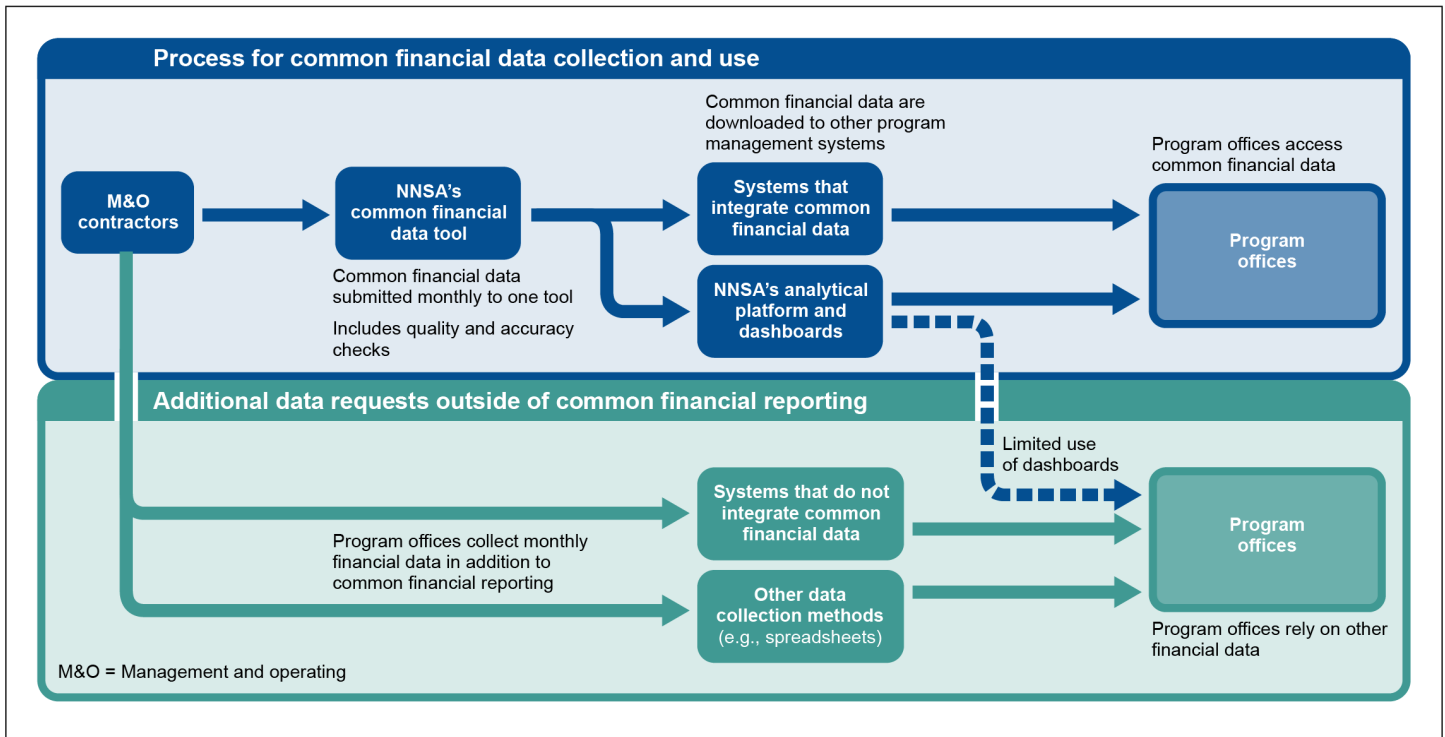 Process for common financial data collection and use
Common financial data are
downloaded to other program
management systems
Program offices access
common financial data
M&O
contractors
NNSA's
common financial
data tool
Systems that
integrate common
financial data
Program
offices
Common financial data
submitted monthly to one tool
Includes quality and accuracy
checks
NNSA's analytical
platform and
dashboards
Additional data requests outside of common financial reporting
Limited use
of dashboards
Systems that do not
integrate common
financial data
Program
offices
Program offices collect monthly
financial data in addition to
common financial reporting
Other data
collection methods
(e.g., spreadsheets)
Program offices rely on other
financial data
M&O = Management and operating